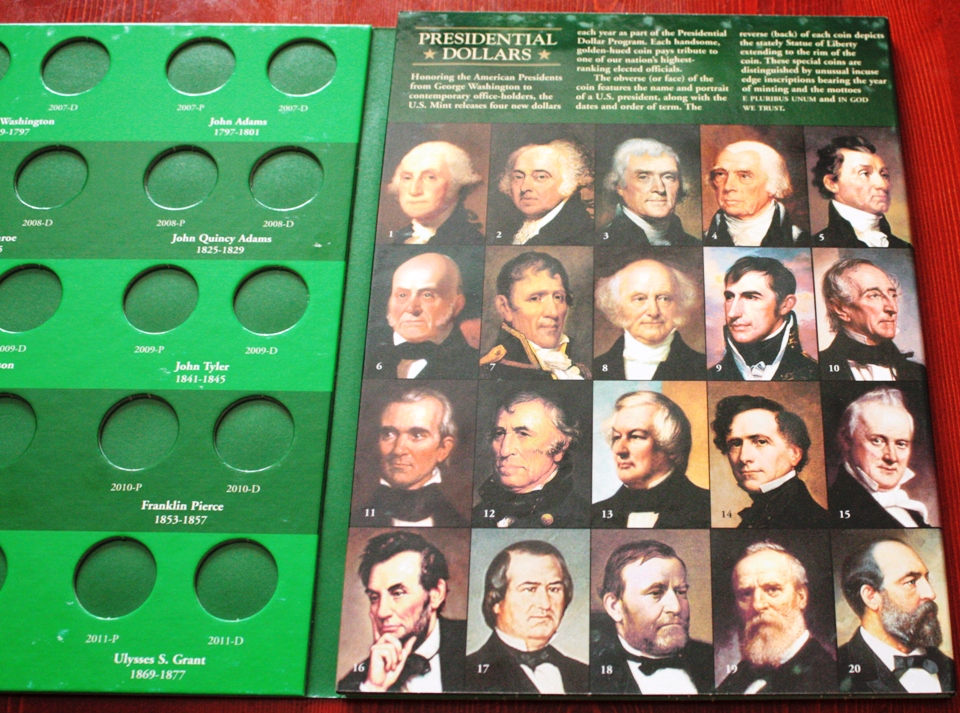 2007-D
2007-P
2007-D
Washington
9-1797
John Adams
1797-1801
2008-D
2008-P
2008-D
roe
John Quincy Adams
1825-1829
009-D
2009-P
2009-D
son
John Tyler
1841-1845
2010-P
2010-D
Franklin Pierce
1853-1857
2011-P
2011-D
Ulysses S. Grant
1869-1877
PRESIDENTIAL
★ DOLLARS ★
Honoring the American Presidents
from George Washington to
contemporary office-holders, the
U.S. Mint releases four new dollars
each year as part of the Presidential
Dollar Program. Each handsome,
golden-hued coin pays tribute to
one of our nation's highest-
ranking elected officials.
The obverse (or face) of the
coin features the name and portrait
of a U.S. president, along with the
dates and order of term. The
reverse (back) of each coin depicts
the stately Statue of Liberty
extending to the rim of the
coin. These special coins are
distinguished by unusual incuse
edge inscriptions bearing the year
of minting and the mottoes
E PLURIBUS UNUM and IN GOD
WE TRUST.
1
2
3
4
5
6
7
8
9
10
11
12
13
14
15
16
17
18
19
20